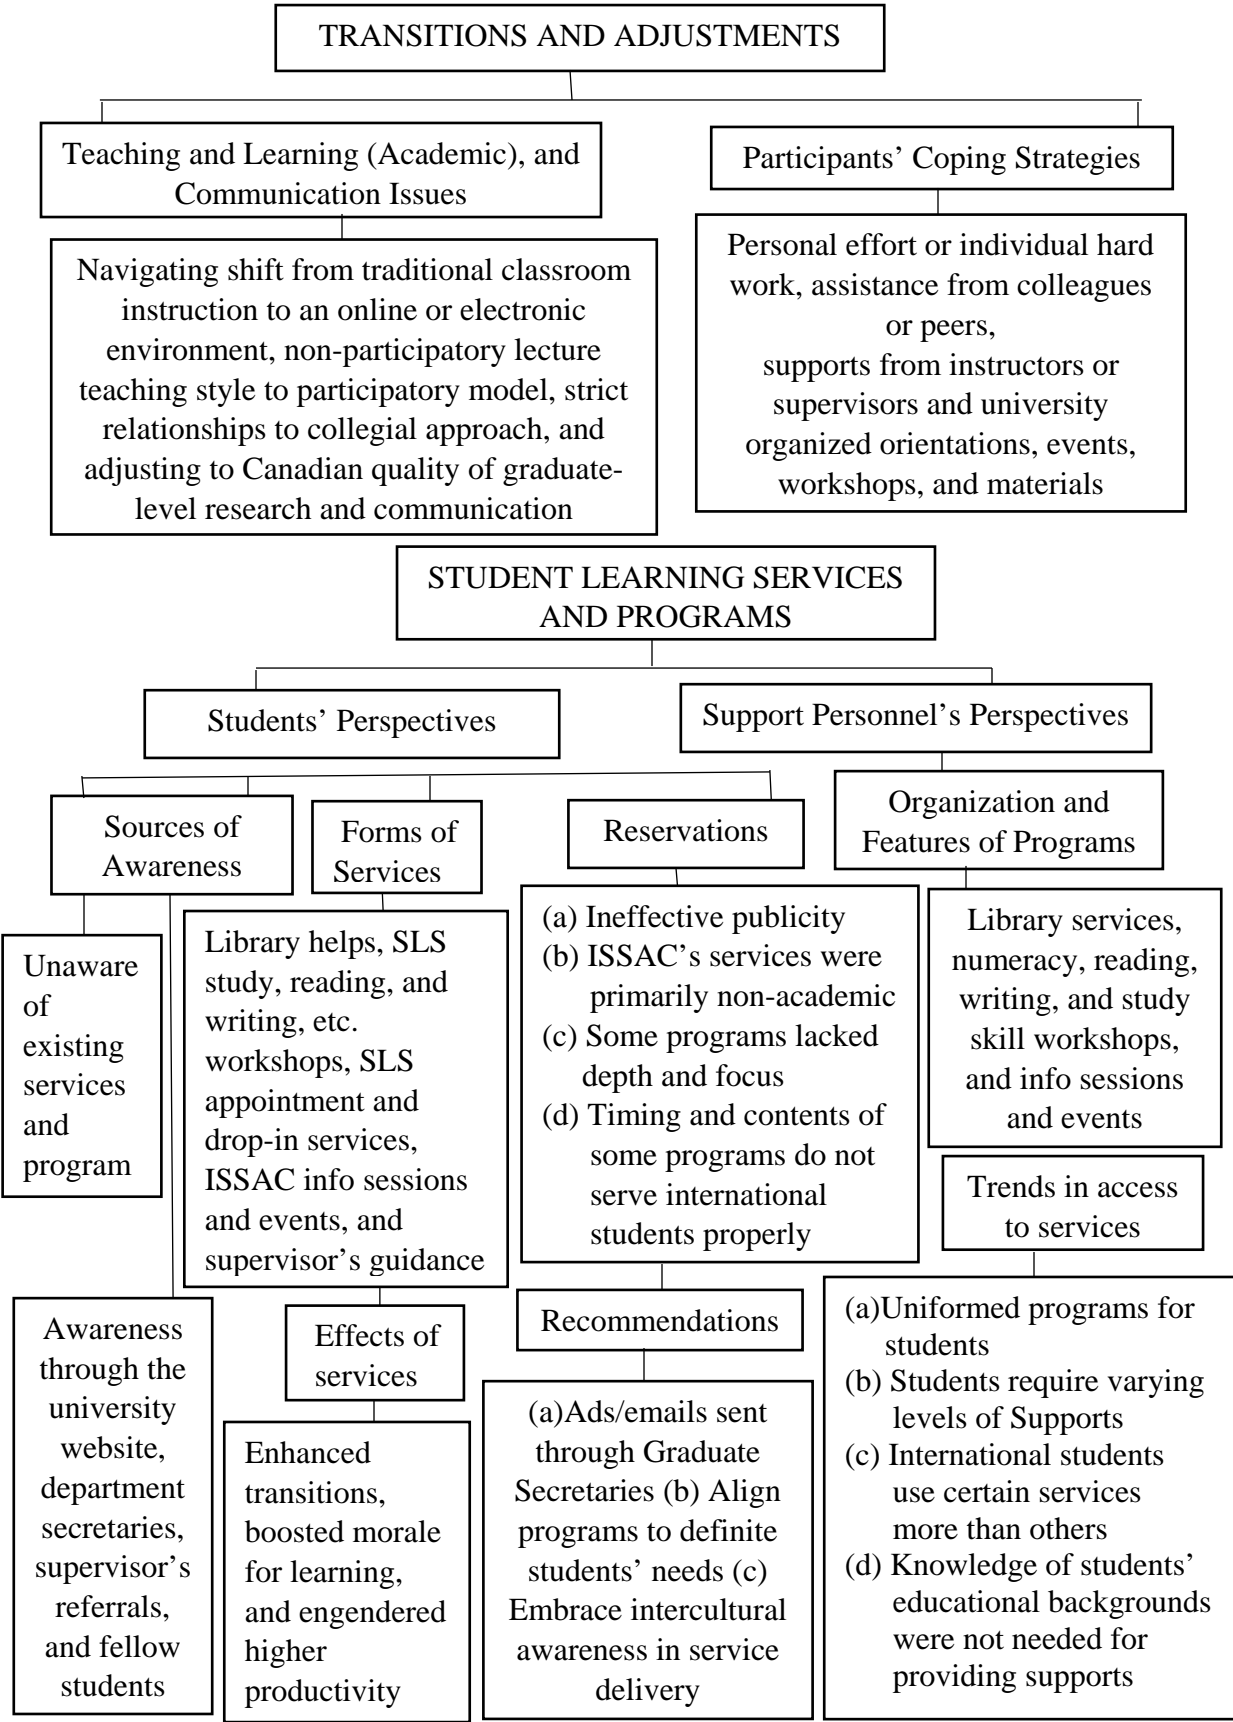 TRANSITIONS AND ADJUSTMENTS
Teaching and Learning (Academic), and
Communication Issues
Participants’ Coping Strategies
Navigating shift from traditional classroom
instruction to an online or electronic
environment, non-participatory lecture
teaching style to participatory model, strict
relationships to collegial approach, and
adjusting to Canadian quality of graduate-
level research and communication
Personal effort or individual hard
work, assistance from colleagues
or peers,
supports from instructors or
supervisors and university
organized orientations, events,
workshops, and materials
STUDENT LEARNING SERVICES
AND PROGRAMS
Students’ Perspectives
Support Personnel’s Perspectives
Sources of
Awareness
Forms of
Services
Reservations
Organization and
Features of Programs
Unaware
of
existing
services
and
program
Library helps, SLS
study, reading, and
writing, etc.
workshops, SLS
appointment and
drop-in services,
ISSAC info sessions
and events, and
supervisor’s guidance
(a) Ineffective publicity
(b) ISSAC’s services were
primarily non-academic
(c) Some programs lacked
depth and focus
(d) Timing and contents of
some programs do not
serve international
students properly
Library services,
numeracy, reading,
writing, and study
skill workshops,
and info sessions
and events
Trends in access
to services
Awareness
through the
university
website,
department
secretaries,
supervisor’s
referrals,
and fellow
students
Effects of
services
Enhanced
transitions,
boosted morale
for learning,
and engendered
higher
productivity
Recommendations
(a)Ads/emails sent
through Graduate
Secretaries (b) Align
programs to definite
students’ needs (c)
Embrace intercultural
awareness in service
delivery
(a)Uniformed programs for
students
(b) Students require varying
levels of Supports
(c) International students
use certain services
more than others
(d) Knowledge of students’
educational backgrounds
were not needed for
providing supports